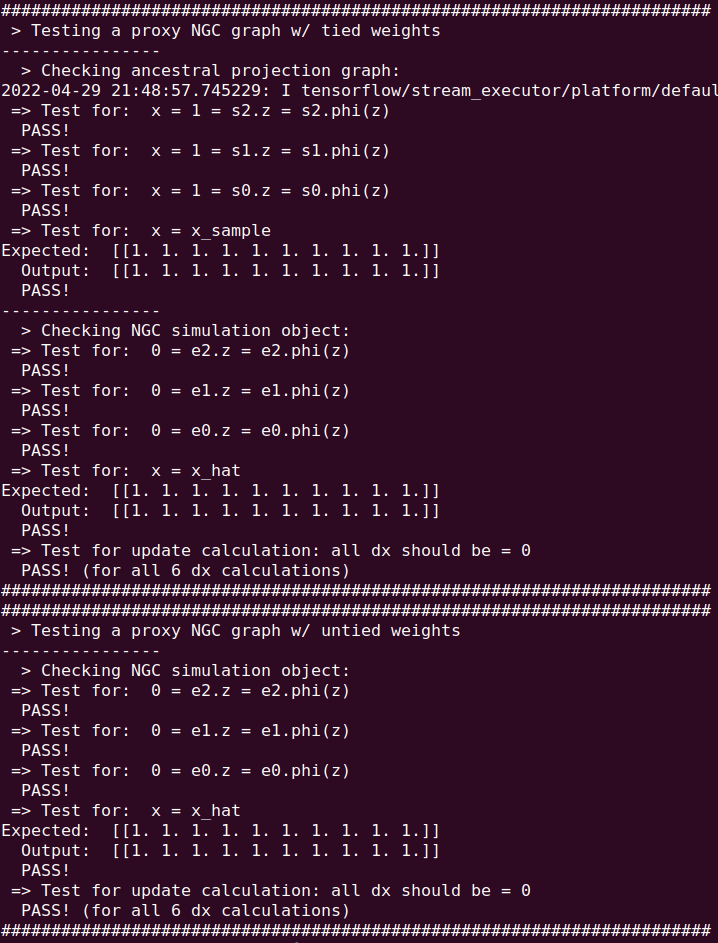 #######################################################################
 > Testing a proxy NGC graph w/ tied weights
----------------
  > Checking ancestral projection graph:
2022-04-29 21:48:57.745229: I tensorflow/stream_executor/platform/defaul
 => Test for:  x = 1 = s2.z = s2.phi(z)
  PASS!
 => Test for:  x = 1 = s1.z = s1.phi(z)
  PASS!
 => Test for:  x = 1 = s0.z = s0.phi(z)
  PASS!
 => Test for:  x = x_sample
Expected:  [[1. 1. 1. 1. 1. 1. 1. 1. 1. 1.]]
  Output:  [[1. 1. 1. 1. 1. 1. 1. 1. 1. 1.]]
  PASS!
----------------
  > Checking NGC simulation object:
 => Test for:  0 = e2.z = e2.phi(z)
  PASS!
 => Test for:  0 = e1.z = e1.phi(z)
  PASS!
 => Test for:  0 = e0.z = e0.phi(z)
  PASS!
 => Test for:  x = x_hat
Expected:  [[1. 1. 1. 1. 1. 1. 1. 1. 1. 1.]]
  Output:  [[1. 1. 1. 1. 1. 1. 1. 1. 1. 1.]]
  PASS!
 => Test for update calculation: all dx should be = 0
  PASS! (for all 6 dx calculations)
#######################################################################
#######################################################################
 > Testing a proxy NGC graph w/ untied weights
----------------
  > Checking NGC simulation object:
 => Test for:  0 = e2.z = e2.phi(z)
  PASS!
 => Test for:  0 = e1.z = e1.phi(z)
  PASS!
 => Test for:  0 = e0.z = e0.phi(z)
  PASS!
 => Test for:  x = x_hat
Expected:  [[1. 1. 1. 1. 1. 1. 1. 1. 1. 1.]]
  Output:  [[1. 1. 1. 1. 1. 1. 1. 1. 1. 1.]]
  PASS!
 => Test for update calculation: all dx should be = 0
  PASS! (for all 6 dx calculations)
#######################################################################